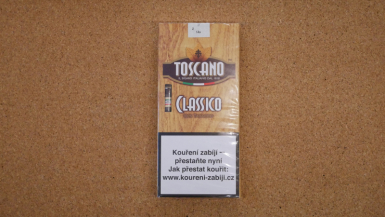 TOSCANO
CLASSICO
Kouření zabíjí –
přestaňte nyní
Jak přestat kouřit:
www.koureni-zabiji.cz